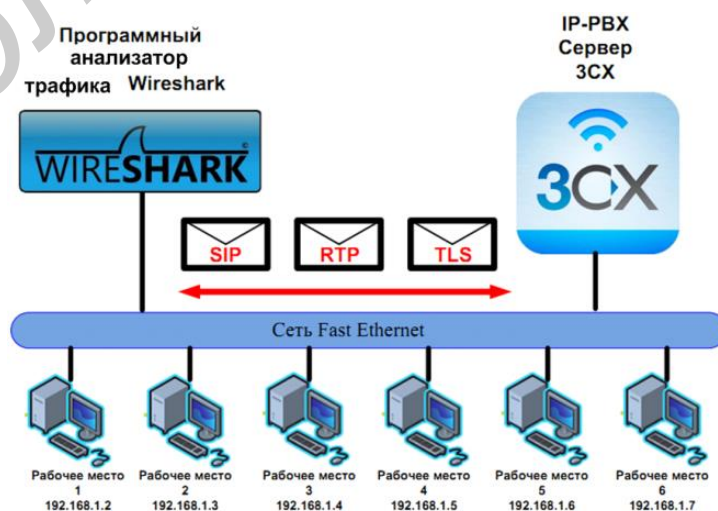 Программный
анализатор
трафика Wireshark
IP-PBX
Сервер
3CX
WIRESHARK
©
3CX
SIP
RTP
TLS
Сеть Fast Ethernet
Рабочее место
1
192.168.1.2
Рабочее место
2
192.168.1.3
Рабочее место
3
192.168.1.4
Рабочее место
4
192.168.1.5
Рабочее место
5
192.168.1.6
Рабочее место
6
192.168.1.7